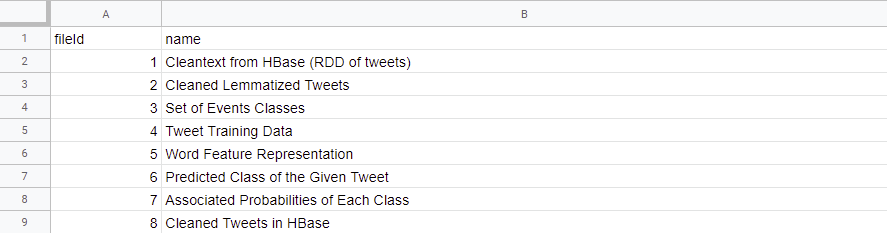 A B
1 fileId name
2 1 Cleantext from HBase (RDD of tweets)
3 2 Cleaned Lemmatized Tweets
4 3 Set of Events Classes
5 4 Tweet Training Data
6 5 Word Feature Representation
7 6 Predicted Class of the Given Tweet
8 7 Associated Probabilities of Each Class
9 8 Cleaned Tweets in HBase